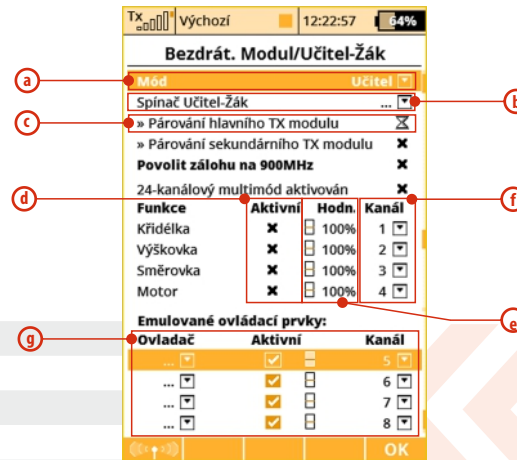 Tx Výchozí 12:22:57 64%
Bezdrát. Modul/Učitel-Žák
a Mód Učitel
Spínač Učitel-Žák ... b
c » Párování hlavního TX modulu
» Párování sekundárního TX modulu
Povolit zálohu na 900MHz
24-kanálový multimód aktivován
d Funkce Aktivní Hodn. Kanál f
Křidélka 100% 1
Výškovka 100% 2
Směrovka 100% 3
Motor 100% 4
e
Emulované ovládací prvky:
g Ovladač Aktivní Kanál
... 5
... 6
... 7
... 8
OK